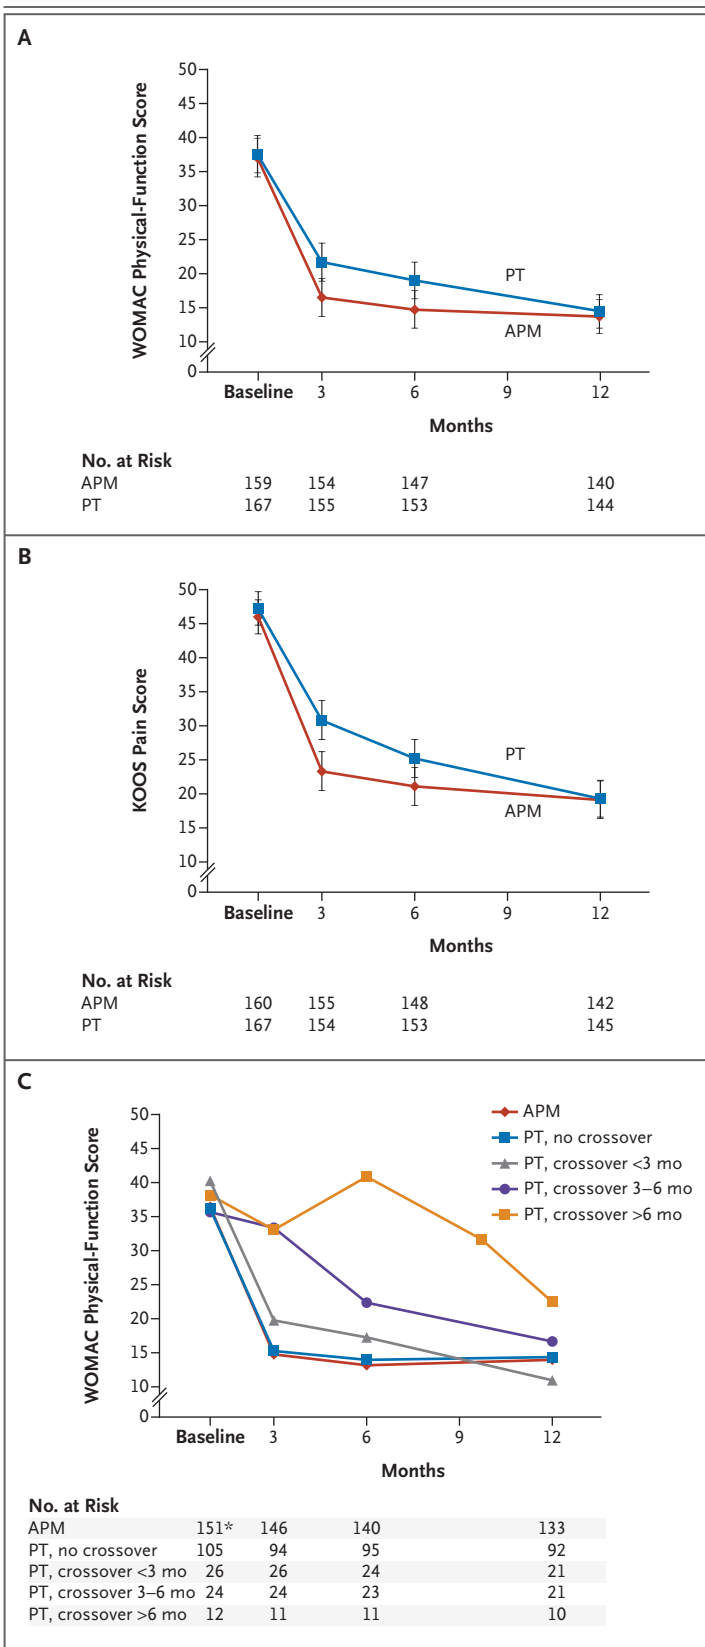 A
WOMAC Physical-Function Score
50
45
40
35
30
25
20
15
10
0
PT
APM
Baseline 3 6 9 12
Months
No. at Risk
APM 159 154 147 140
PT 167 155 153 144
B
KOOS Pain Score
50
45
40
35
30
25
20
15
10
0
PT
APM
Baseline 3 6 9 12
Months
No. at Risk
APM 160 155 148 142
PT 167 154 153 145
C
WOMAC Physical-Function Score
50
45
40
35
30
25
20
15
10
0
APM
PT, no crossover
PT, crossover <3 mo
PT, crossover 3–6 mo
PT, crossover >6 mo
Baseline 3 6 9 12
Months
No. at Risk
APM 151* 146 140 133
PT, no crossover 105 94 95 92
PT, crossover <3 mo 26 26 24 21
PT, crossover 3–6 mo 24 24 23 21
PT, crossover >6 mo 12 11 11 10